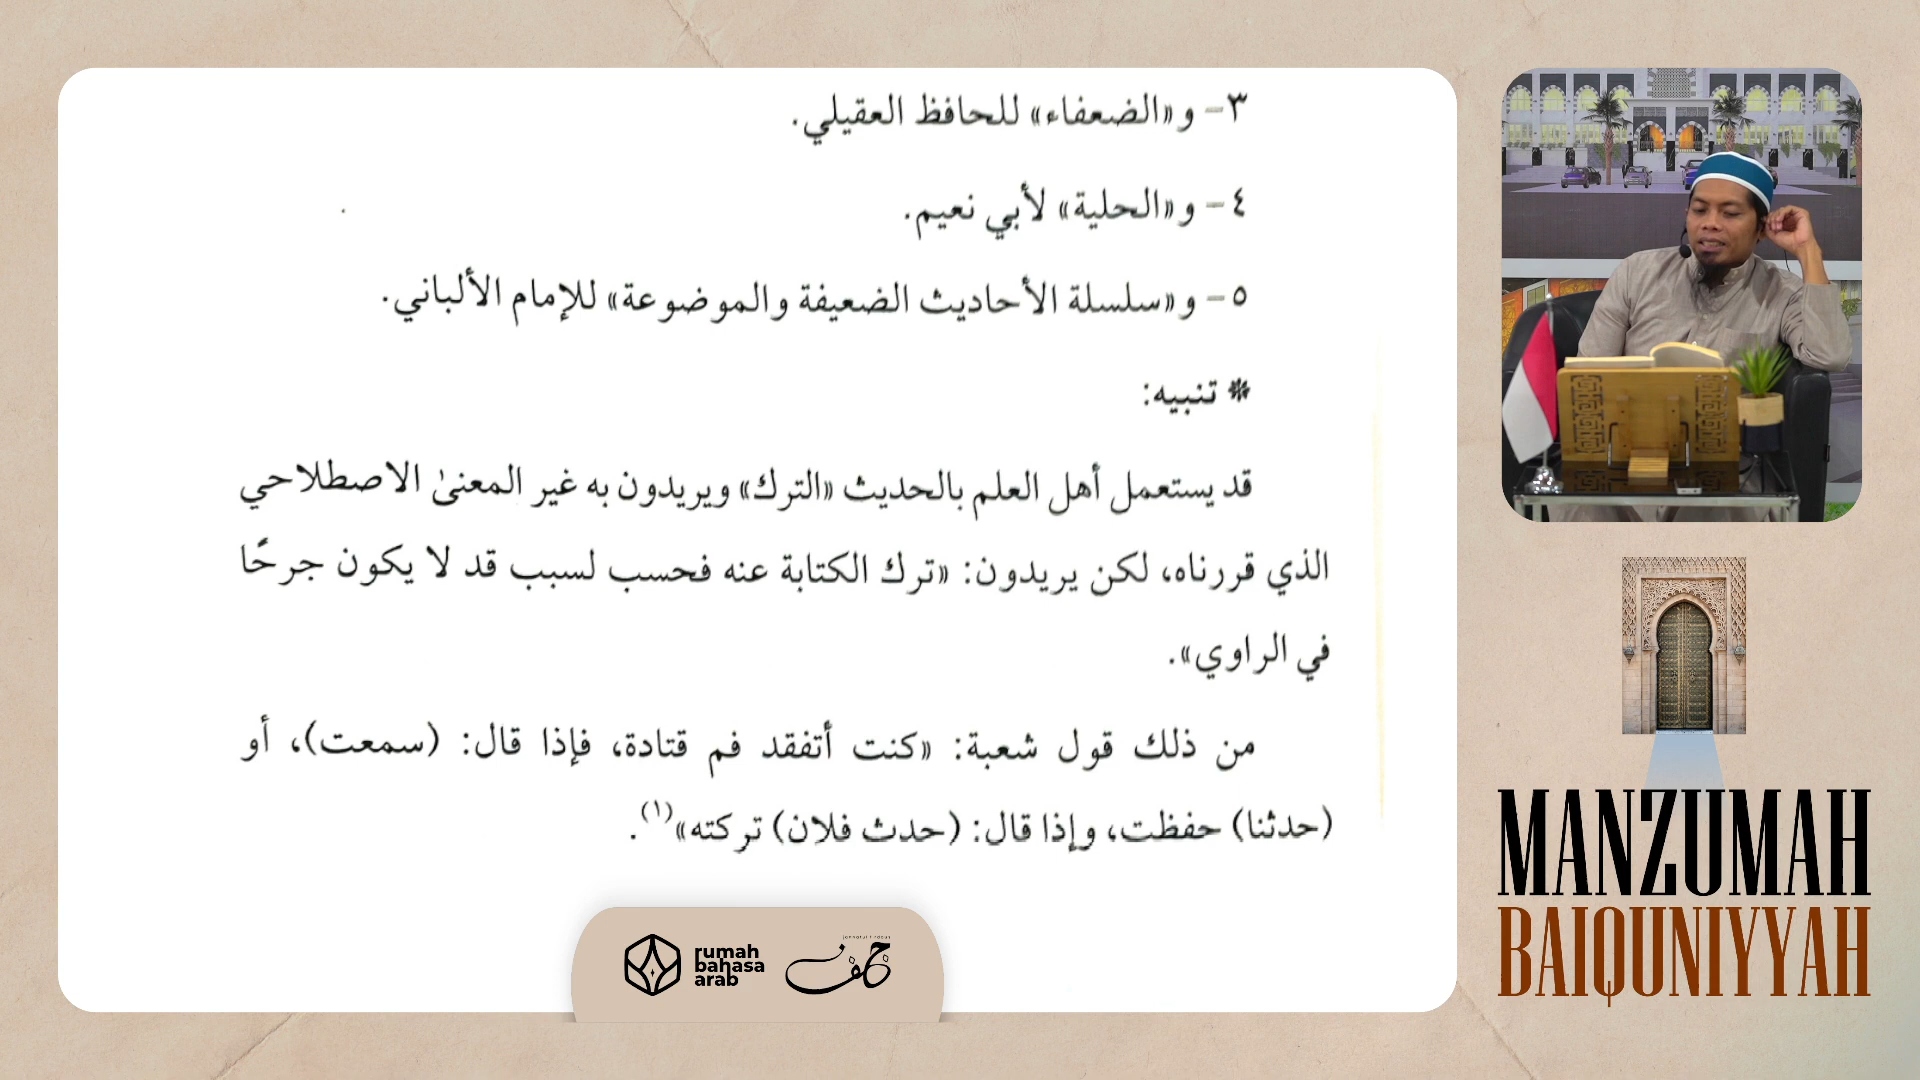 ٣- و«الضعفاء» للحافظ العقيلي.
٤- و«الحلية» لأبي نعيم.
٥- و«سلسلة الأحاديث الضعيفة والموضوعة» للإمام الألباني.
* تنبيه:
قد يستعمل أهل العلم بالحديث «الترك» ويريدون به غير المعنىٰ الاصطلاحي
الذي قررناه، لكن يريدون: «ترك الكتابة عنه فحسب لسبب قد لا يكون جرحًا
في الراوي».
من ذلك قول شعبة: «كنت أتفقد فم قتادة، فإذا قال: (سمعت)، أو
(حدثنا) حفظت، وإذا قال: (حدث فلان) تركته»(١).
rumah
bahasa
arab
MANZUMAH
BAIQUNIYYAH